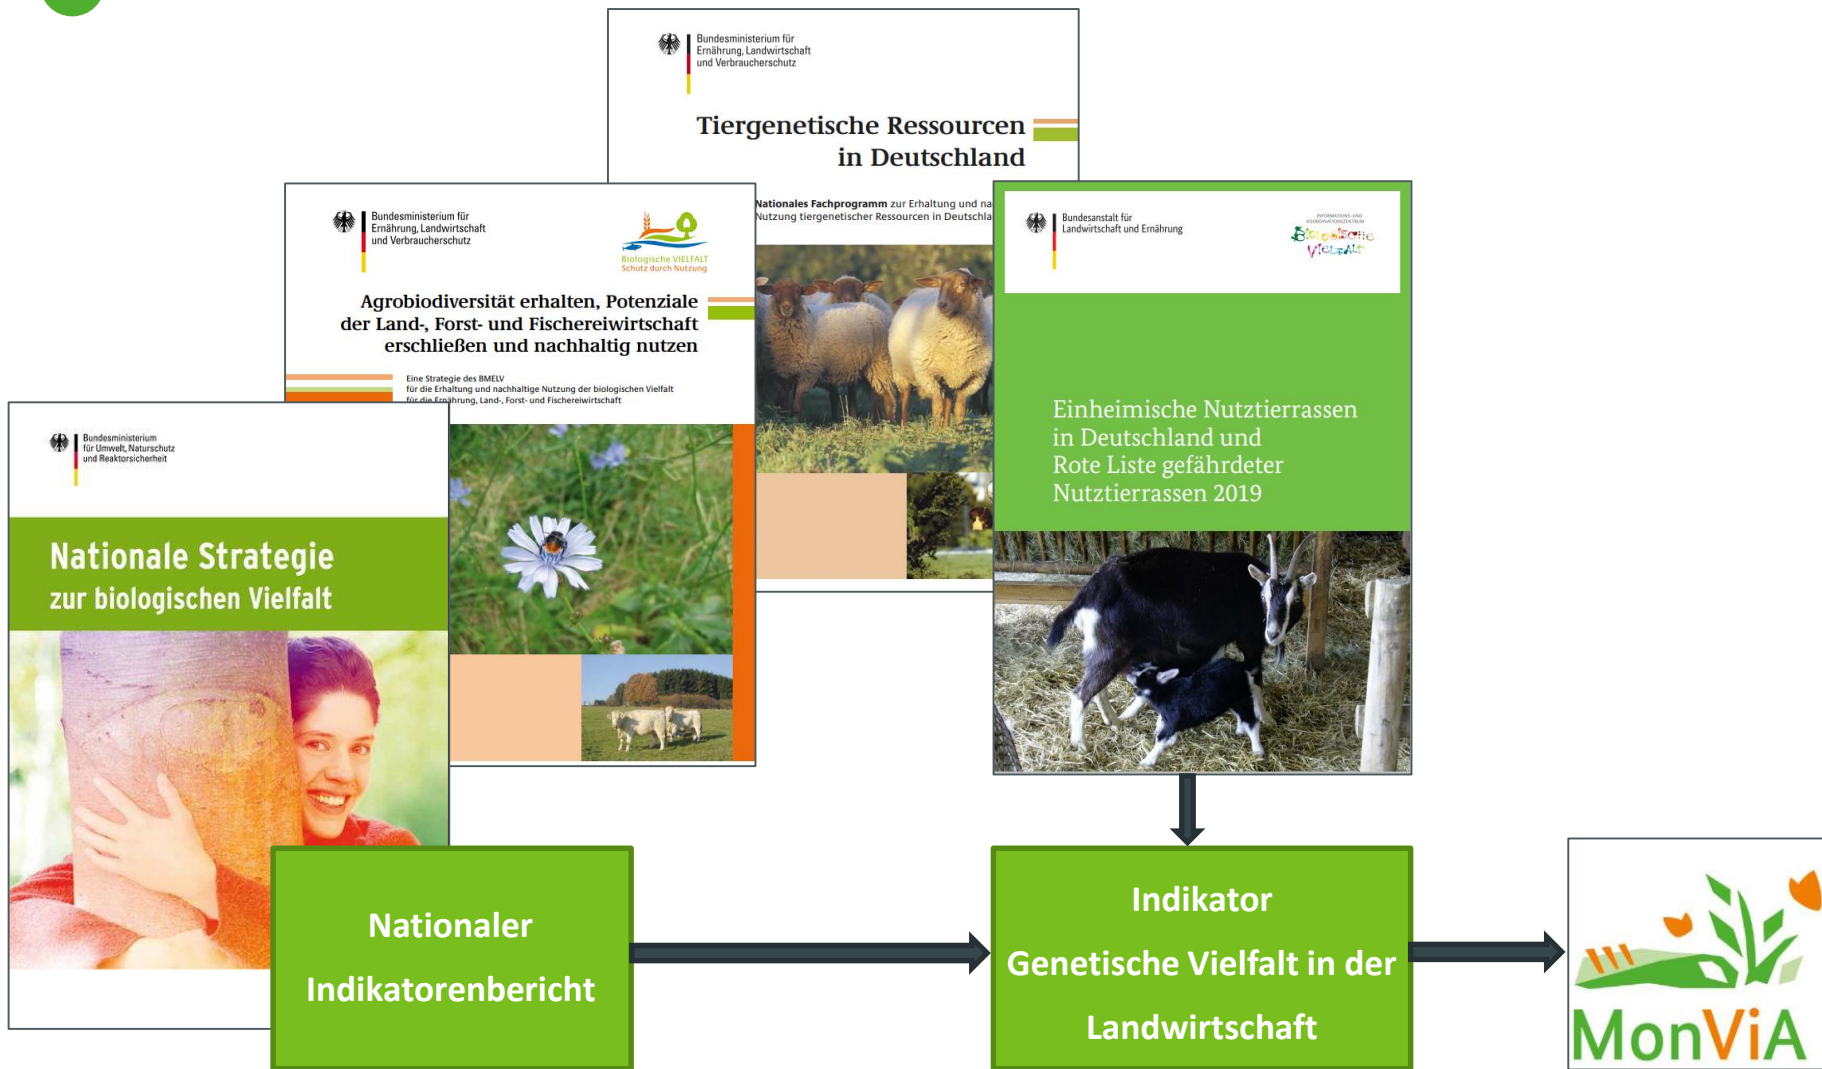 Bundesministerium für
Ernährung, Landwirtschaft
und Verbraucherschutz
Tiergenetische Ressourcen
in Deutschland
Nationales Fachprogramm zur Erhaltung und na
Nutzung tiergenetischer Ressourcen in Deutschla
Bundesministerium für
Ernährung, Landwirtschaft
und Verbraucherschutz
Biologische VIELFALT
Schutz durch Nutzung
Agrobiodiversität erhalten, Potenziale
der Land-, Forst- und Fischereiwirtschaft
erschließen und nachhaltig nutzen
Eine Strategie des BMELV
für die Erhaltung und nachhaltige Nutzung der biologischen Vielfalt
für die Ernährung, Land-, Forst- und Fischereiwirtschaft
Bundesanstalt für
Landwirtschaft und Ernährung
INFORMATIONS- UND
KOORDINATIONSZENTRUM
BIOLOGISCHE
VIELFALT
Einheimische Nutztierrassen
in Deutschland und
Rote Liste gefährdeter
Nutztierrassen 2019
Bundesministerium
für Umwelt, Naturschutz
und Reaktorsicherheit
Nationale Strategie
zur biologischen Vielfalt
Nationaler
Indikatorenbericht
Indikator
Genetische Vielfalt in der
Landwirtschaft
MonViA